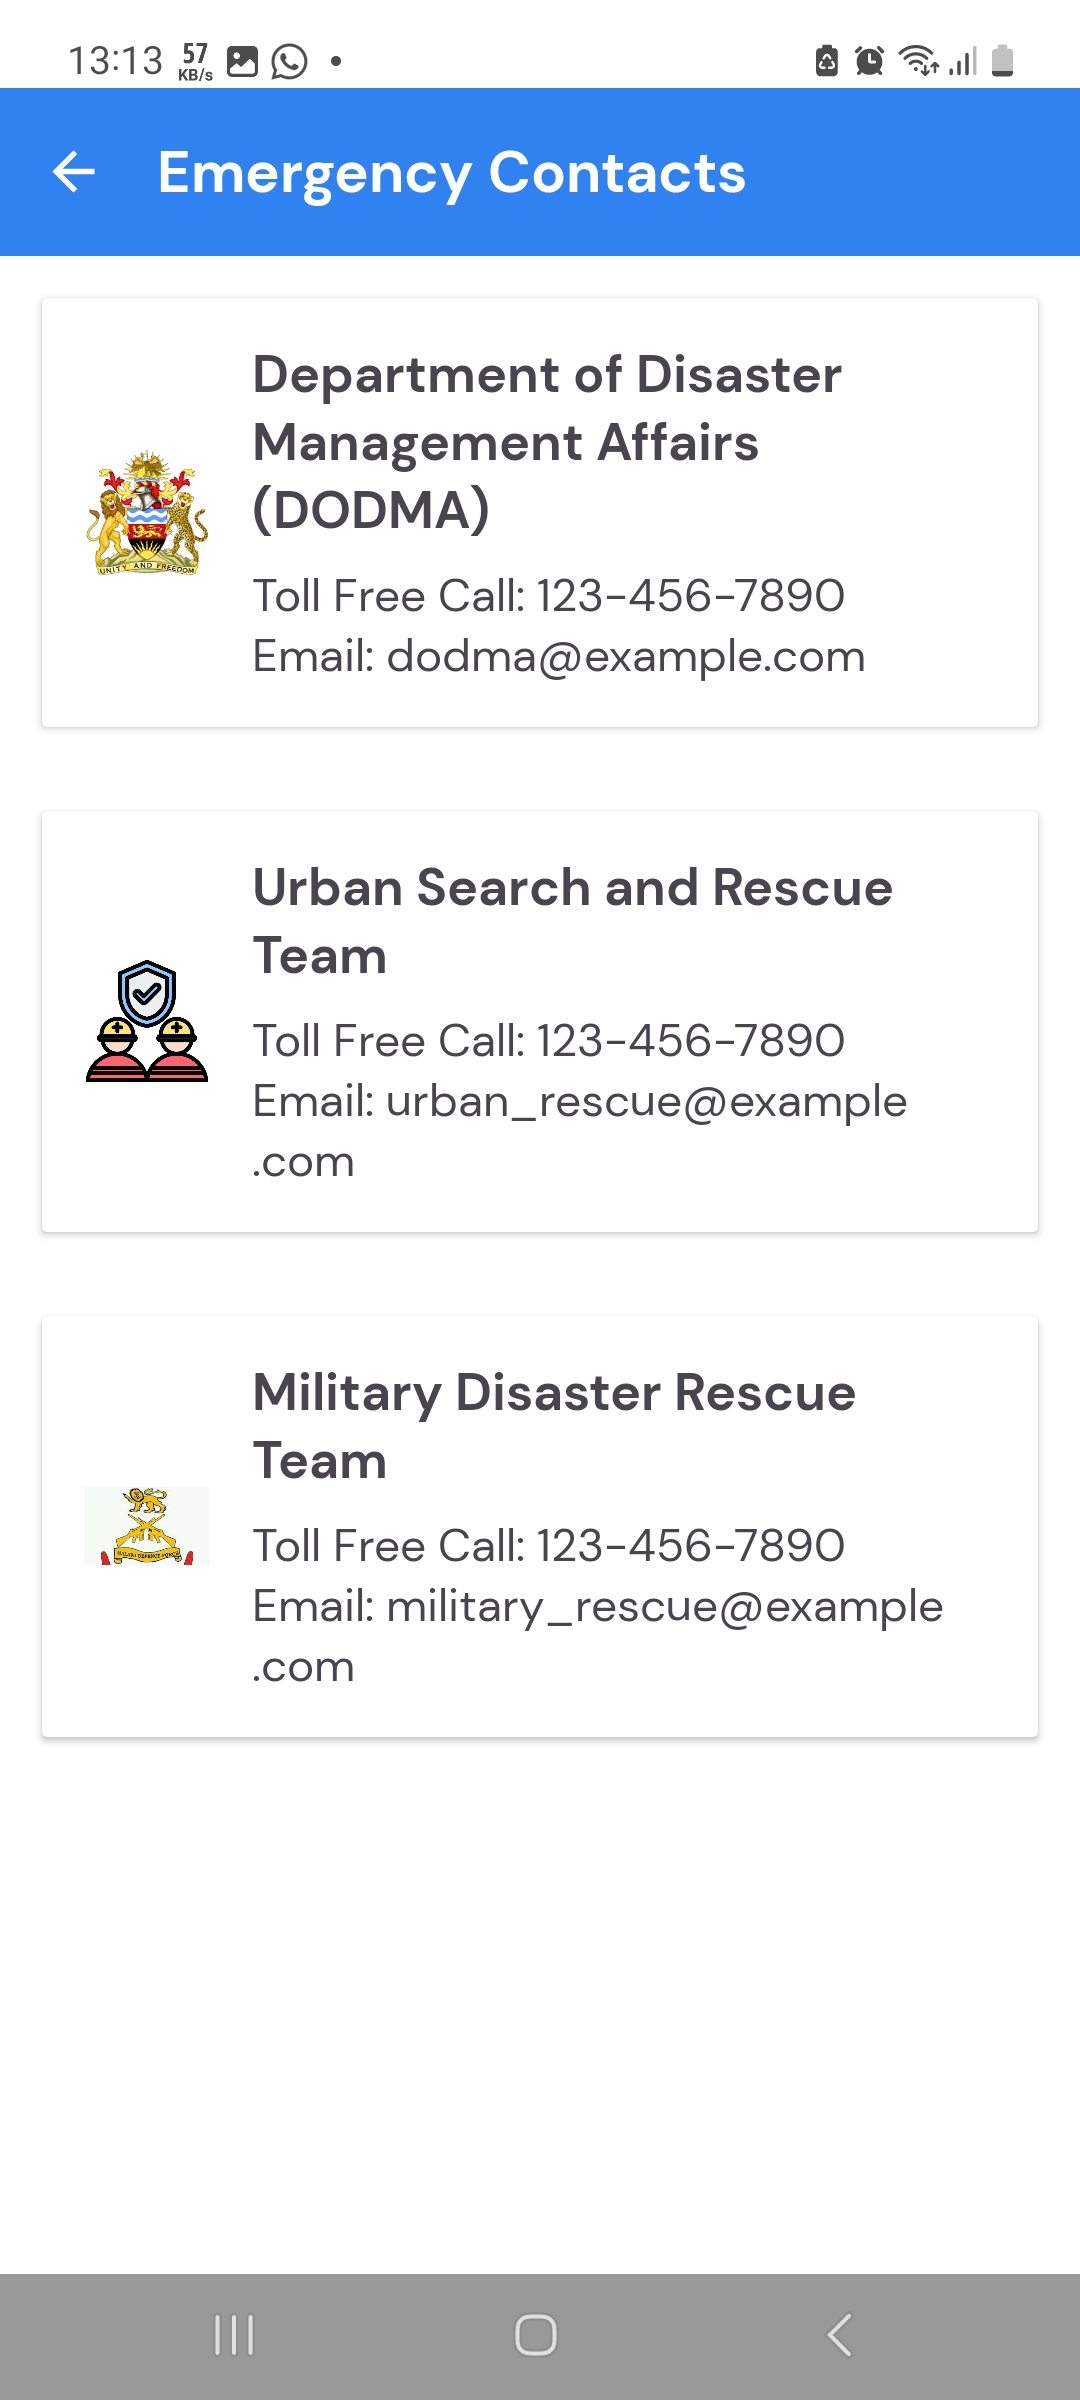 13:13 57 KB/s
Emergency Contacts
Department of Disaster
Management Affairs
(DODMA)
UNITY AND FREEDOM
Toll Free Call: 123-456-7890
Email: dodma@example.com
Urban Search and Rescue
Team
Toll Free Call: 123-456-7890
Email: urban_rescue@example
.com
Military Disaster Rescue
Team
Toll Free Call: 123-456-7890
Email: military_rescue@example
.com